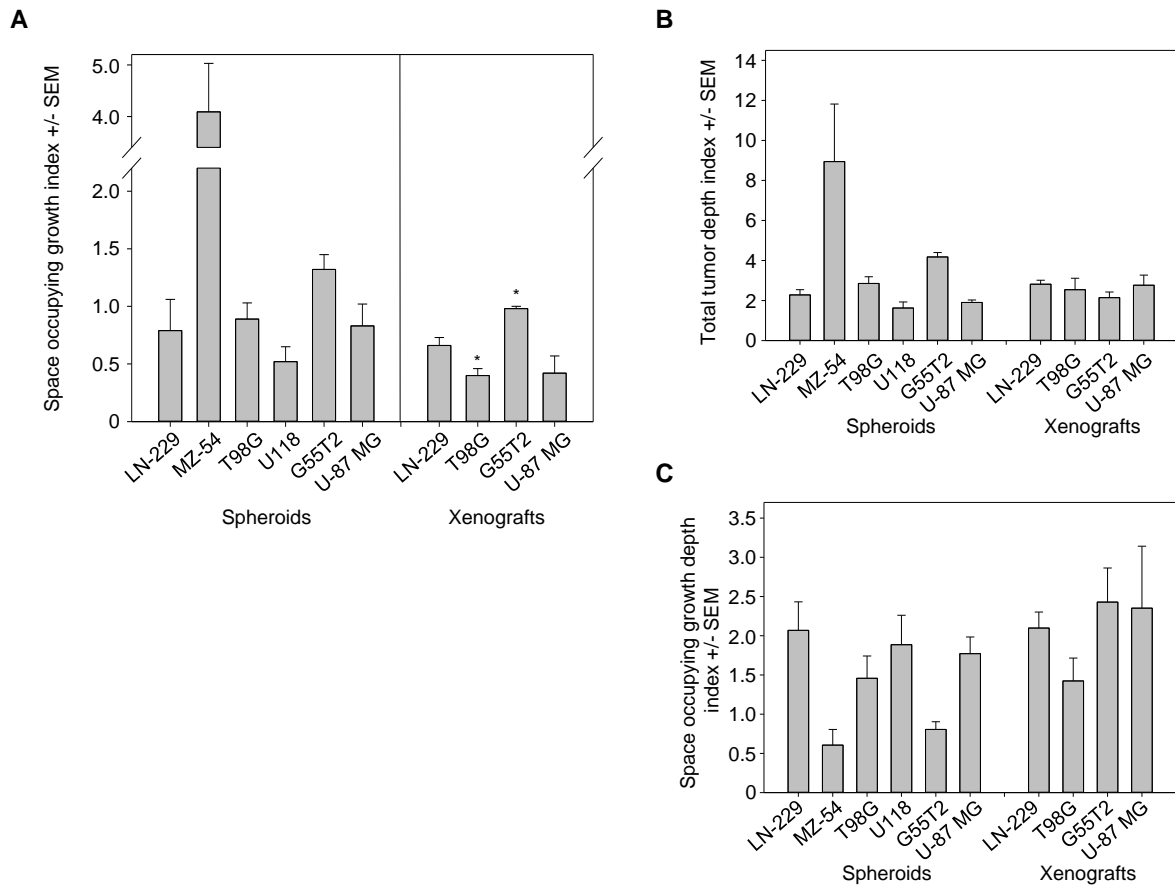 A
Space occupying growth index +/- SEM
5.0
4.0
2.0
1.5
1.0
0.5
0
*
*
LN-229
MZ-54
T98G
U118
G55T2
U-87 MG
LN-229
T98G
G55T2
U-87 MG
Spheroids
Xenografts
B
Total tumor depth index +/- SEM
14
12
10
8
6
4
2
0
LN-229
MZ-54
T98G
U118
G55T2
U-87 MG
LN-229
T98G
G55T2
U-87 MG
Spheroids
Xenografts
C
Space occupying growth depth
index +/- SEM
3.5
3.0
2.5
2.0
1.5
1.0
0.5
0
LN-229
MZ-54
T98G
U118
G55T2
U-87 MG
LN-229
T98G
G55T2
U-87 MG
Spheroids
Xenografts